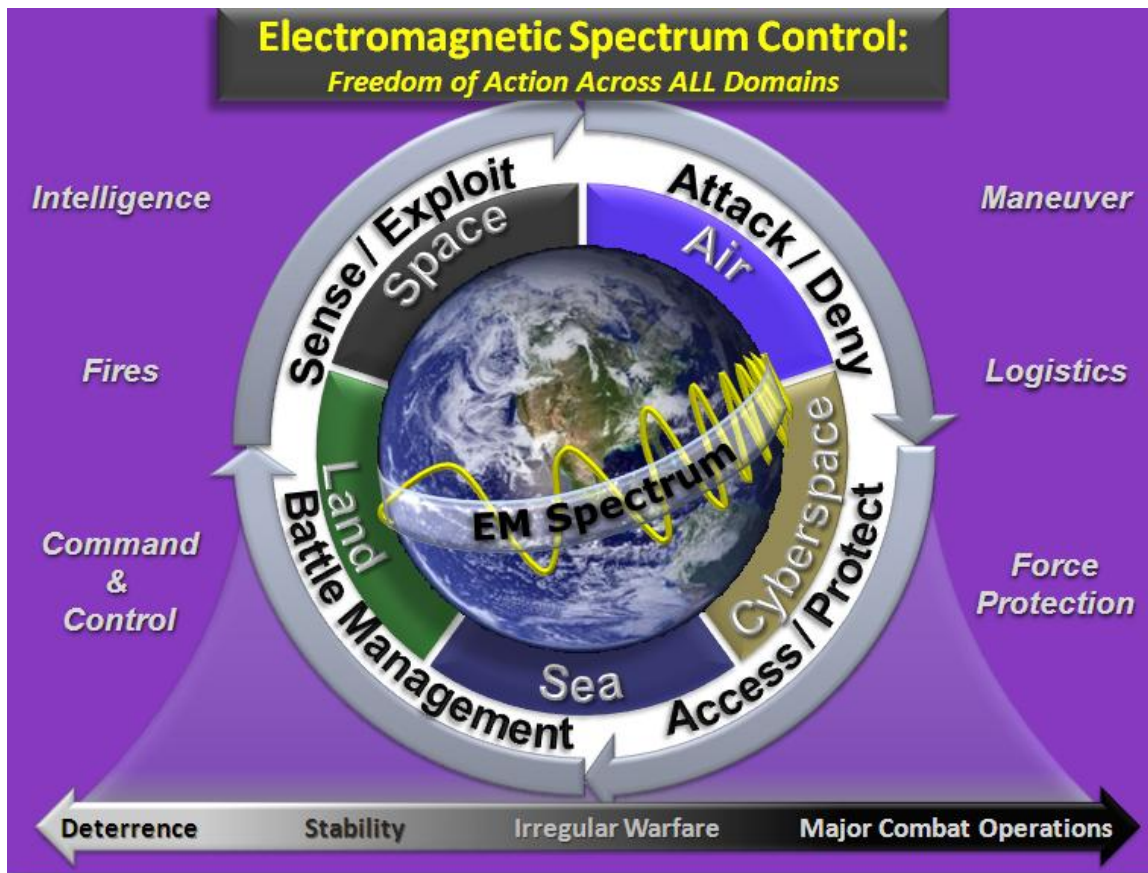 Electromagnetic Spectrum Control:
Freedom of Action Across ALL Domains
Intelligence
Fires
Command
&
Control
Maneuver
Logistics
Force
Protection
Sense / Exploit
Attack / Deny
Access / Protect
Battle Management
Space
Air
Cyberspace
Sea
Land
EM Spectrum
Deterrence
Stability
Irregular Warfare
Major Combat Operations